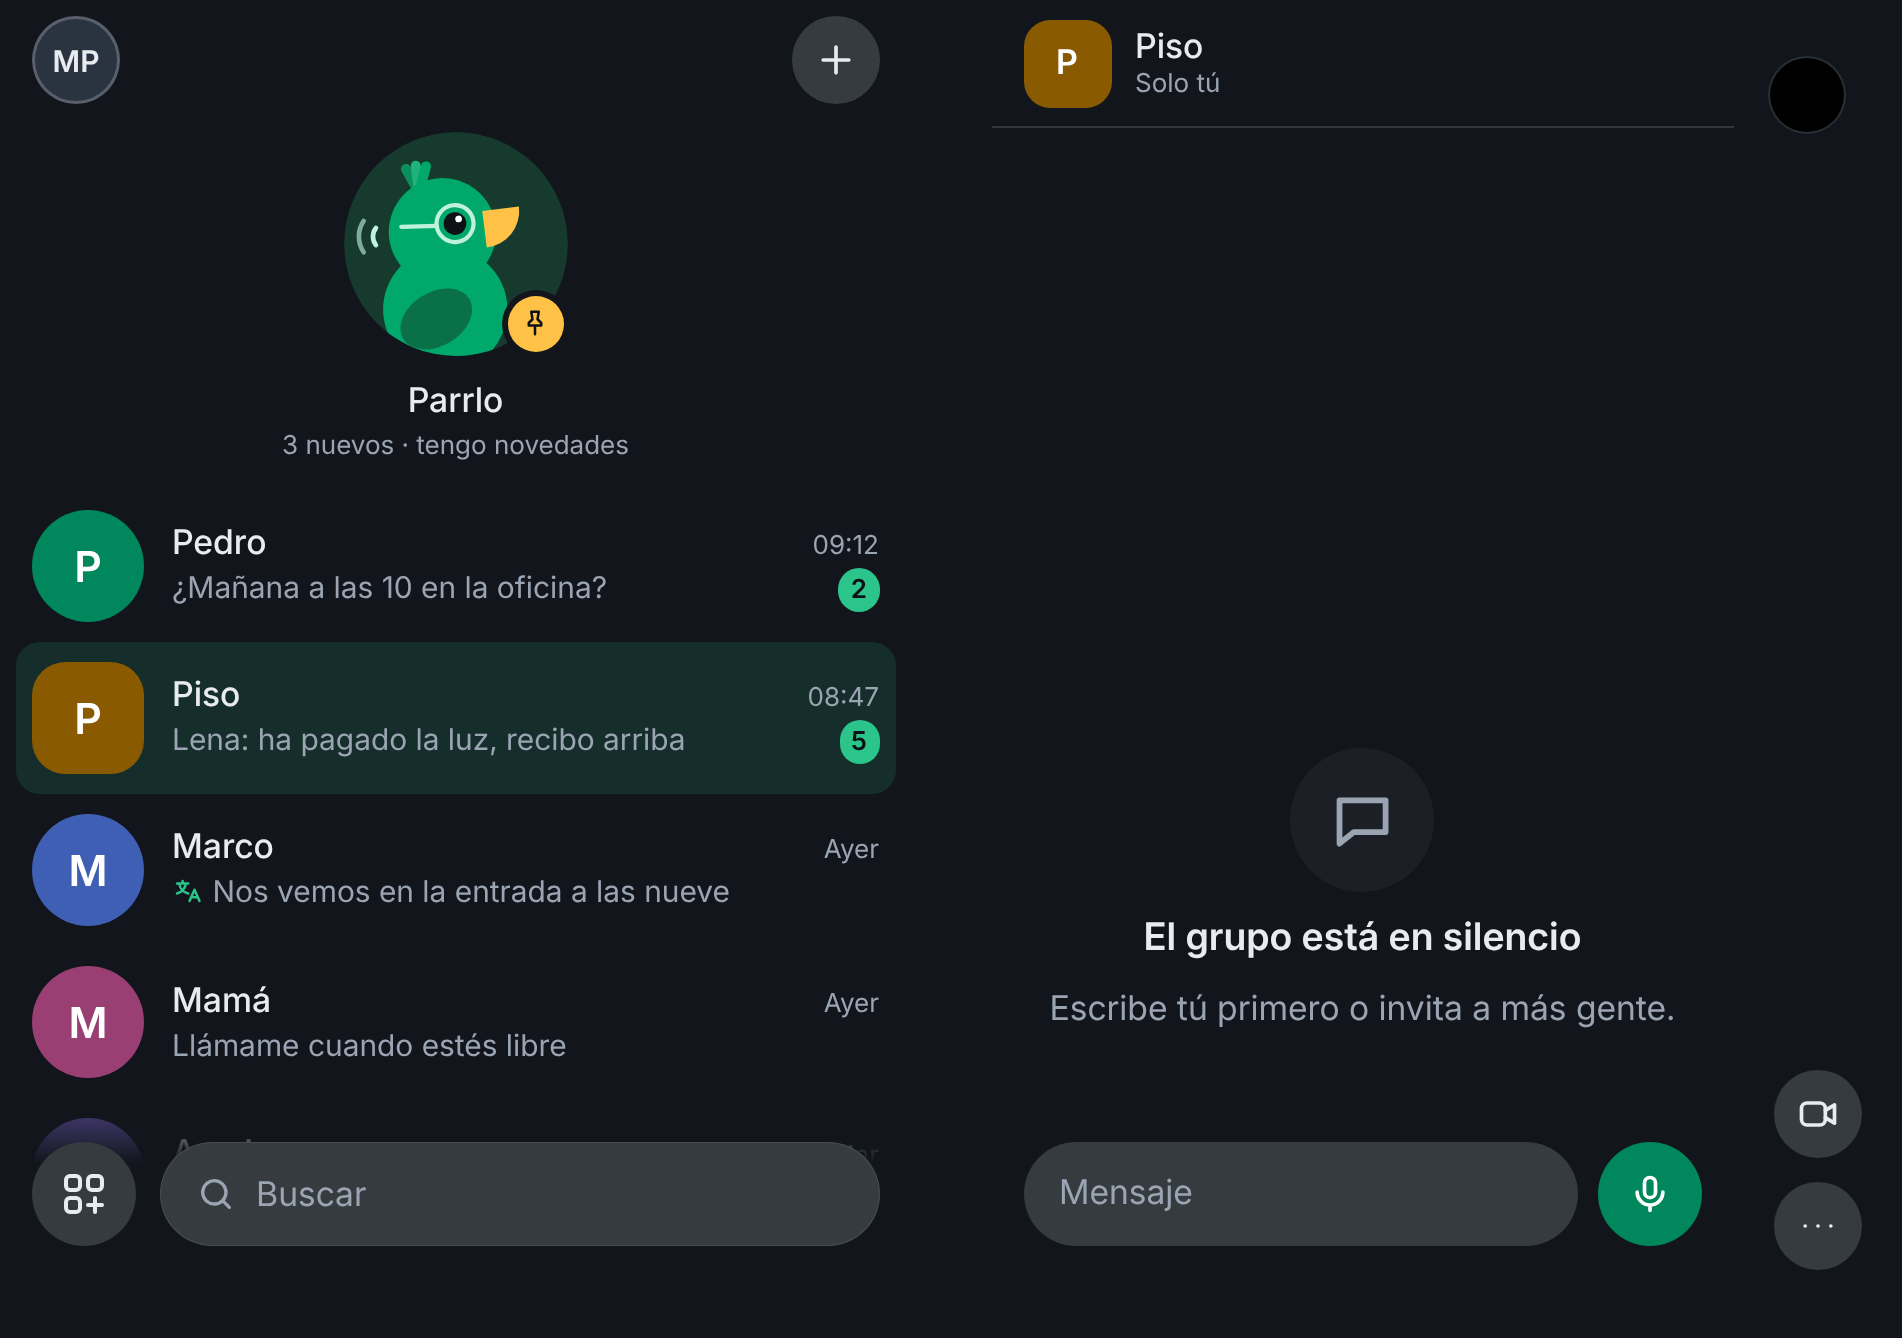 MP
Parrlo
3 nuevos · tengo novedades
P
Pedro
09:12
¿Mañana a las 10 en la oficina?
2
P
Piso
08:47
Lena: ha pagado la luz, recibo arriba
5
M
Marco
Ayer
Nos vemos en la entrada a las nueve
M
Mamá
Ayer
Llámame cuando estés libre
Buscar
P
Piso
Solo tú
El grupo está en silencio
Escribe tú primero o invita a más gente.
Mensaje